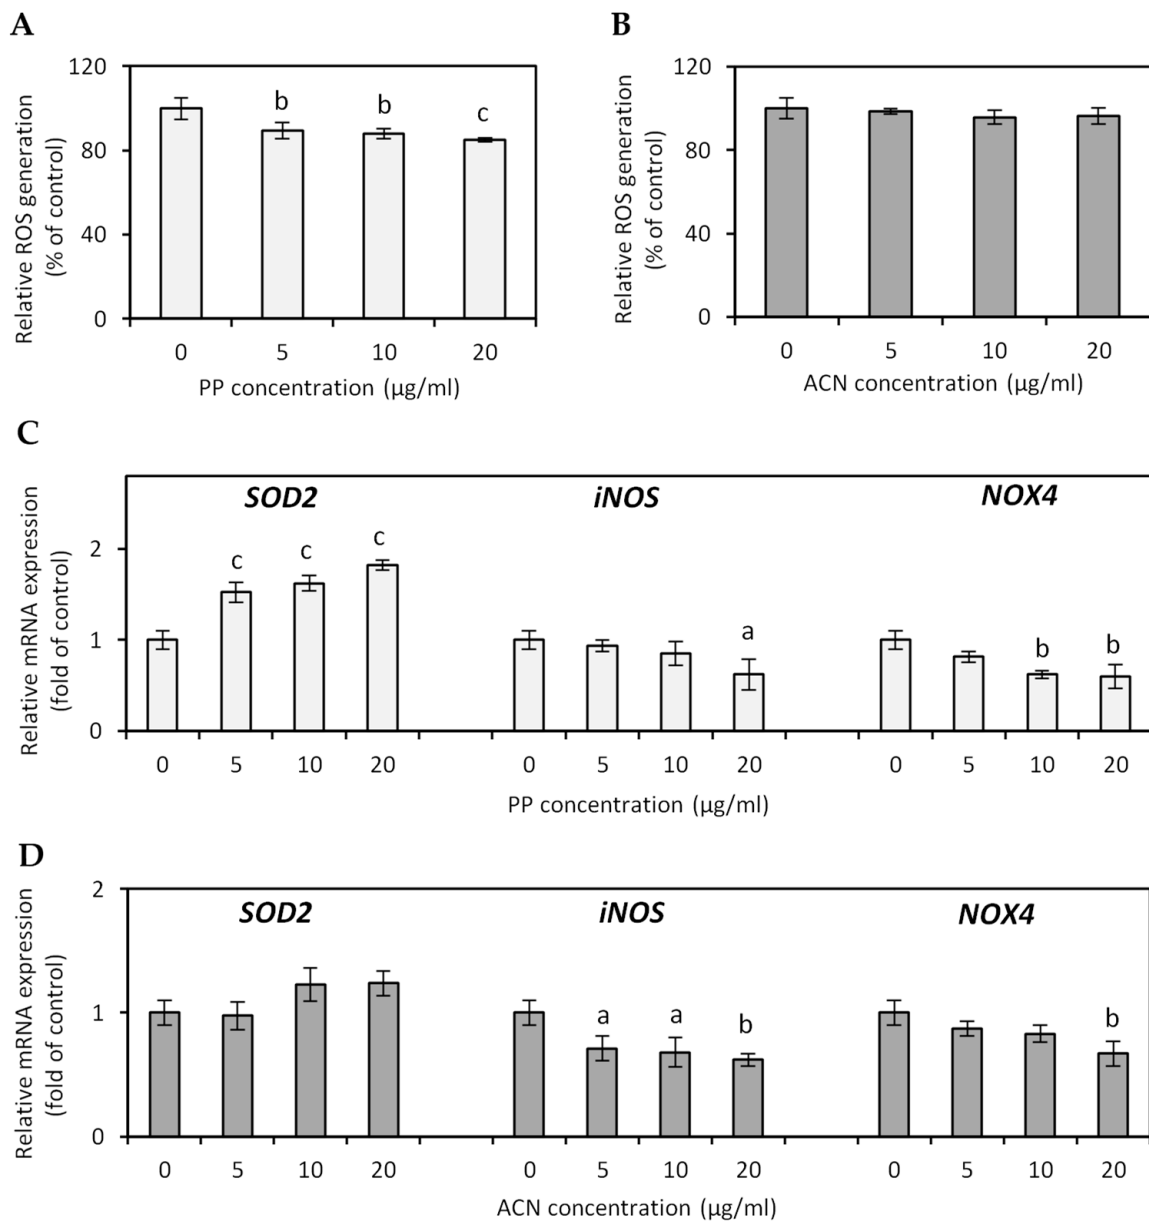 A
Relative ROS generation
(% of control)
120
80
40
0
b
b
c
0 5 10 20
PP concentration (µg/ml)
B
Relative ROS generation
(% of control)
120
80
40
0
0 5 10 20
ACN concentration (µg/ml)
C
Relative mRNA expression
(fold of control)
2
1
0
SOD2 iNOS NOX4
c c c a b b
0 5 10 20 0 5 10 20 0 5 10 20
PP concentration (µg/ml)
D
Relative mRNA expression
(fold of control)
2
1
0
SOD2 iNOS NOX4
a a b b
0 5 10 20 0 5 10 20 0 5 10 20
ACN concentration (µg/ml)